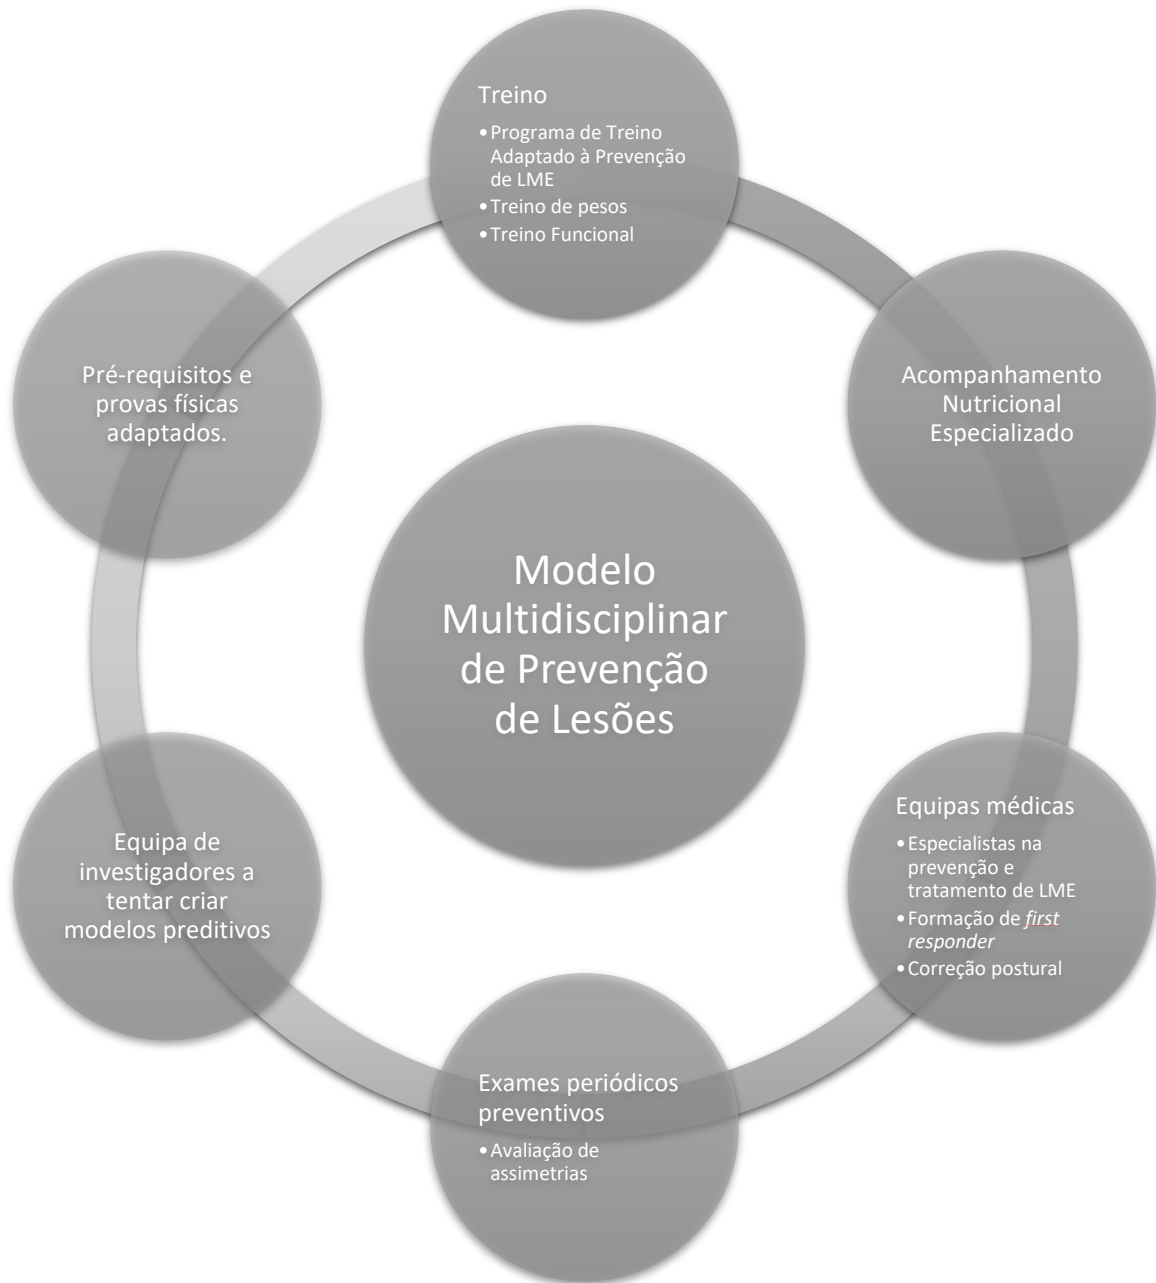 Treino
•Programa de Treino
Adaptado à Prevenção
de LME
•Treino de pesos
•Treino Funcional
Acompanhamento
Nutricional
Especializado
Equipas médicas
•Especialistas na
prevenção e
tratamento de LME
•Formação de first
responder
•Correção postural
Exames periódicos
preventivos
•Avaliação de
assimetrias
Equipa de
investigadores a
tentar criar
modelos preditivos
Pré-requisitos e
provas físicas
adaptados.
Modelo
Multidisciplinar
de Prevenção
de Lesões